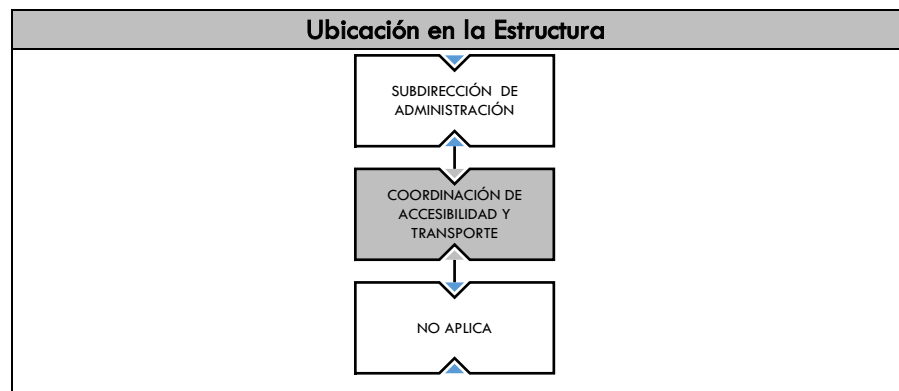 Ubicación en la Estructura
SUBDIRECCIÓN DE
ADMINISTRACIÓN
COORDINACIÓN DE
ACCESIBILIDAD Y
TRANSPORTE
NO APLICA